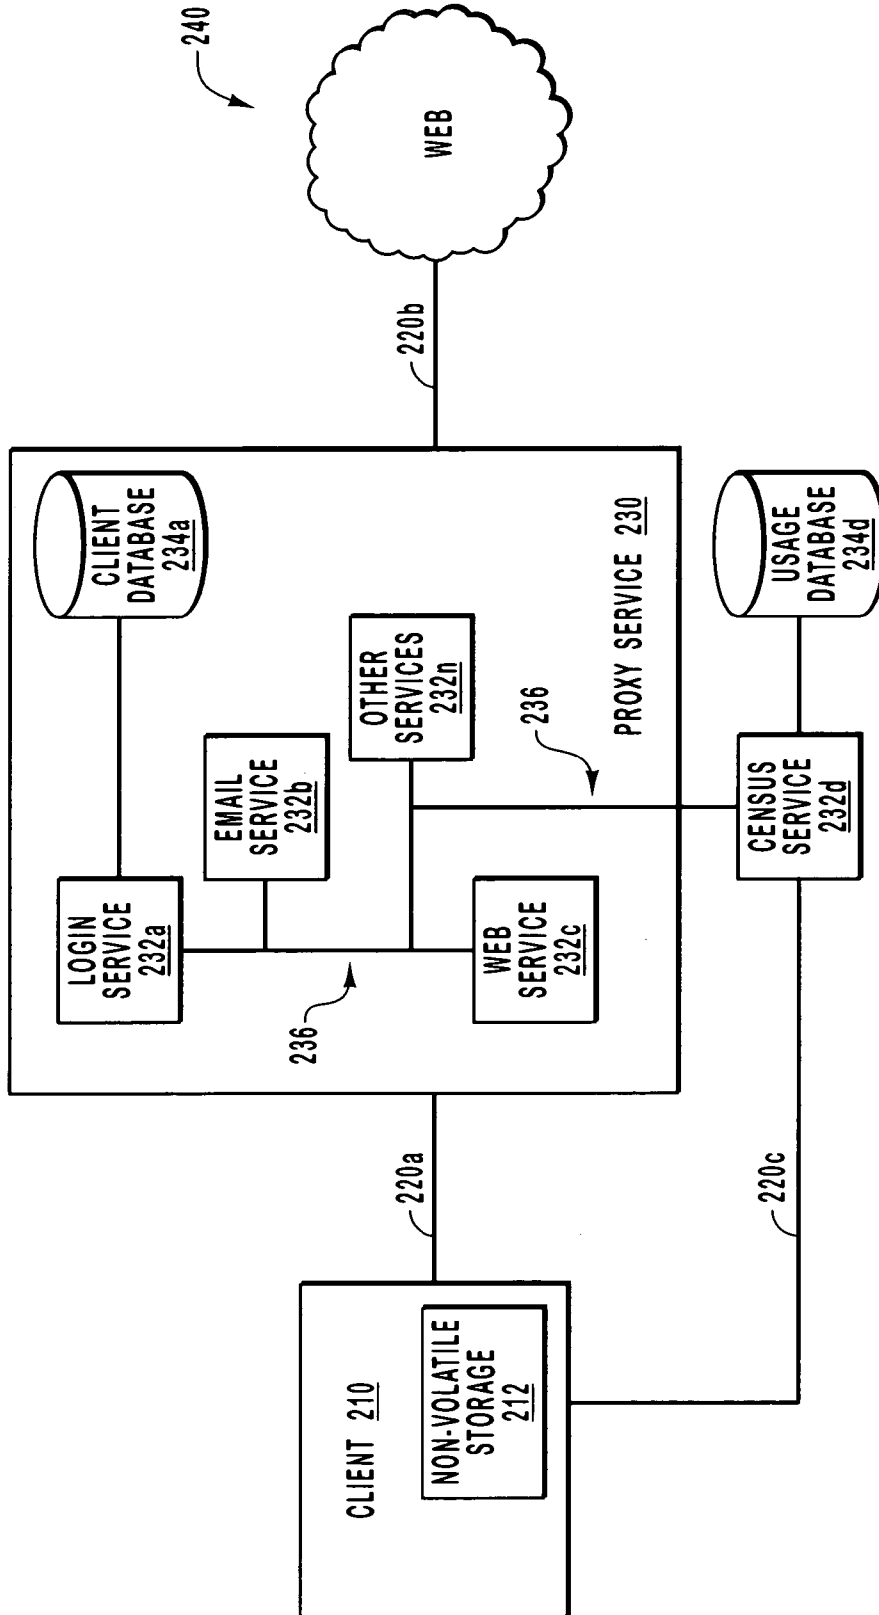 CLIENT 210
NON-VOLATILE
STORAGE
212
220a
220c
LOGIN
SERVICE
232a
CLIENT
DATABASE
234a
EMAIL
SERVICE
232b
236
OTHER
SERVICES
232n
WEB
SERVICE
232c
236
PROXY SERVICE 230
CENSUS
SERVICE
232d
USAGE
DATABASE
234d
220b
WEB
240